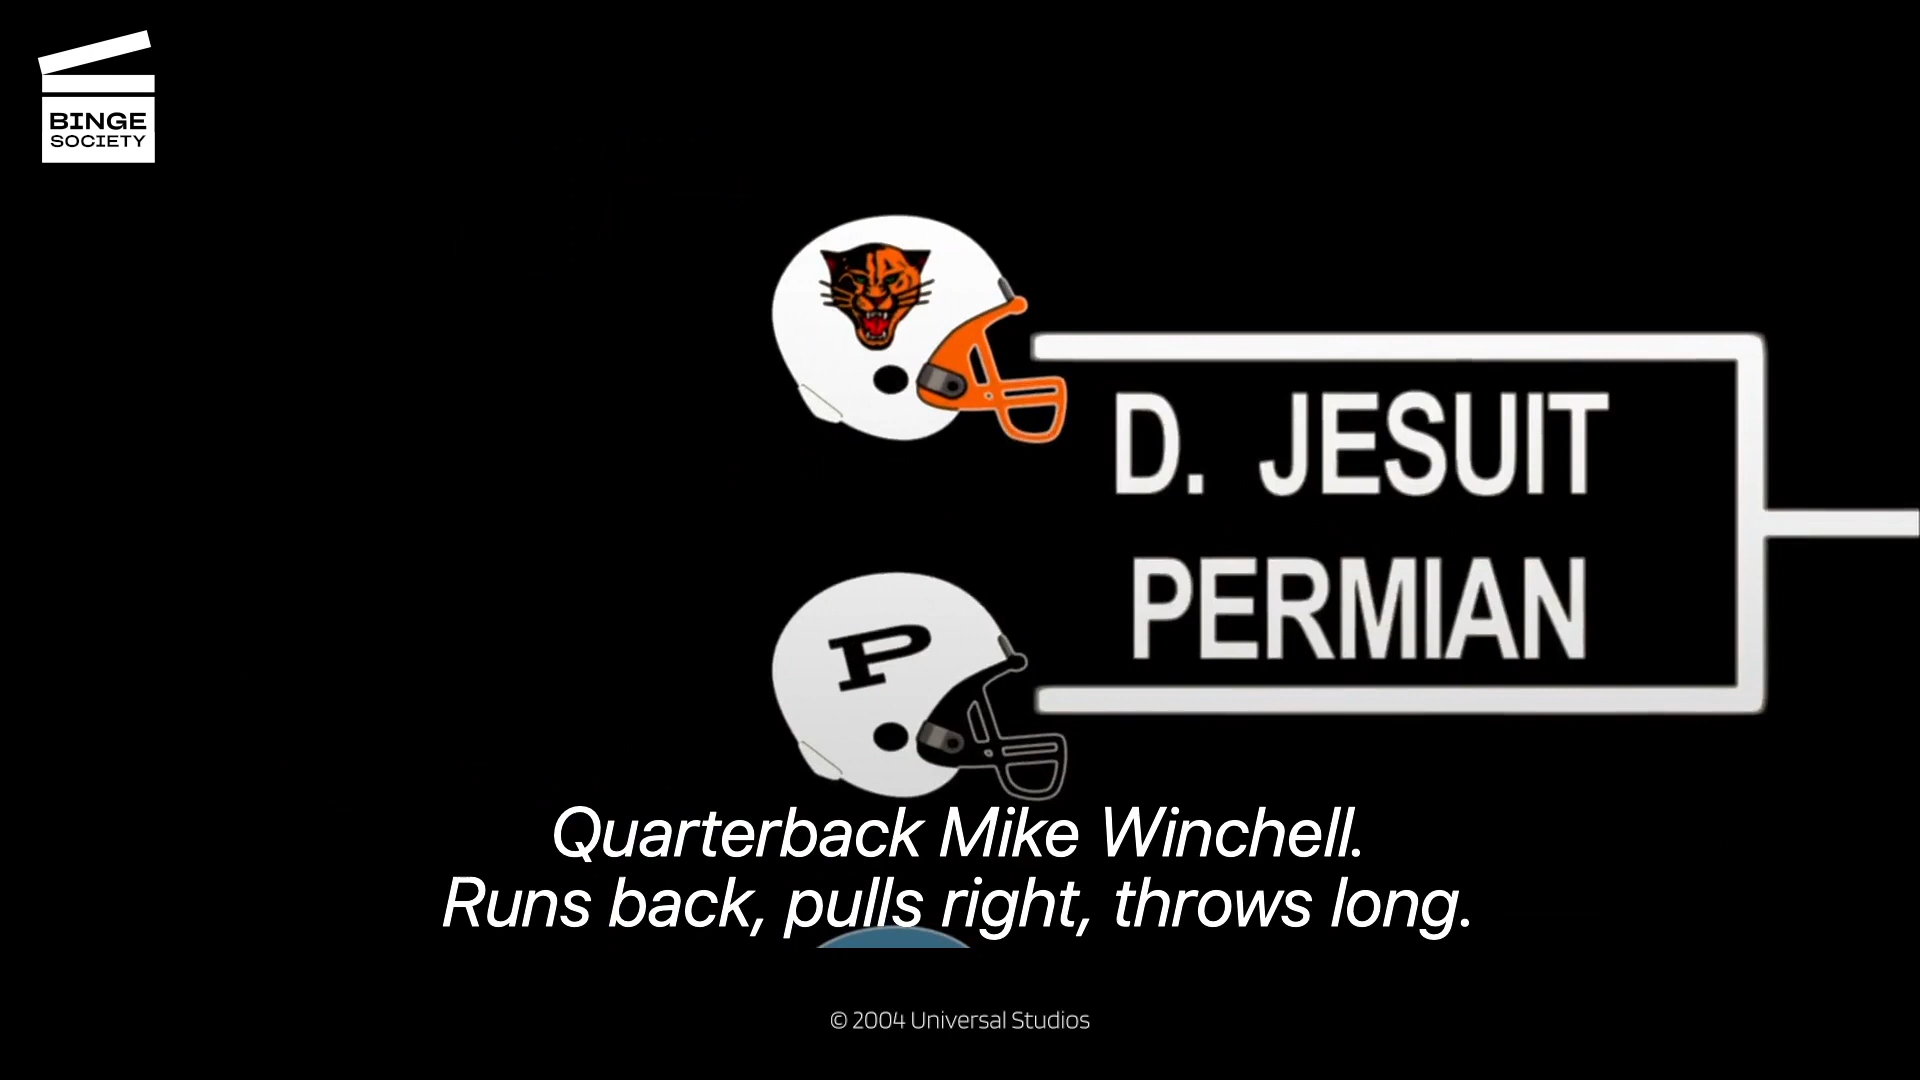 BINGE
SOCIETY
D. JESUIT
P
PERMIAN
Quarterback Mike Winchell.
Runs back, pulls right, throws long.
© 2004 Universal Studios